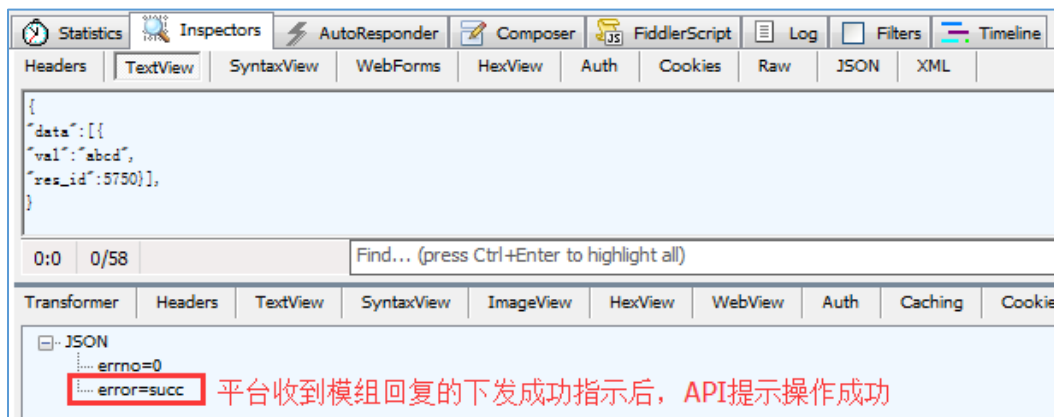 Statistics Inspectors AutoResponder Composer FiddlerScript Log Filters Timeline
Headers TextView SyntaxView WebForms HexView Auth Cookies Raw JSON XML
{
"data":[{
"val":"abcd",
"res_id":5750}],
}
0:0 0/58 Find... (press Ctrl+Enter to highlight all)
Transformer Headers TextView SyntaxView ImageView HexView WebView Auth Caching Cookie
JSON
errno=0
error=succ 平台收到模组回复的下发成功指示后，API提示操作成功